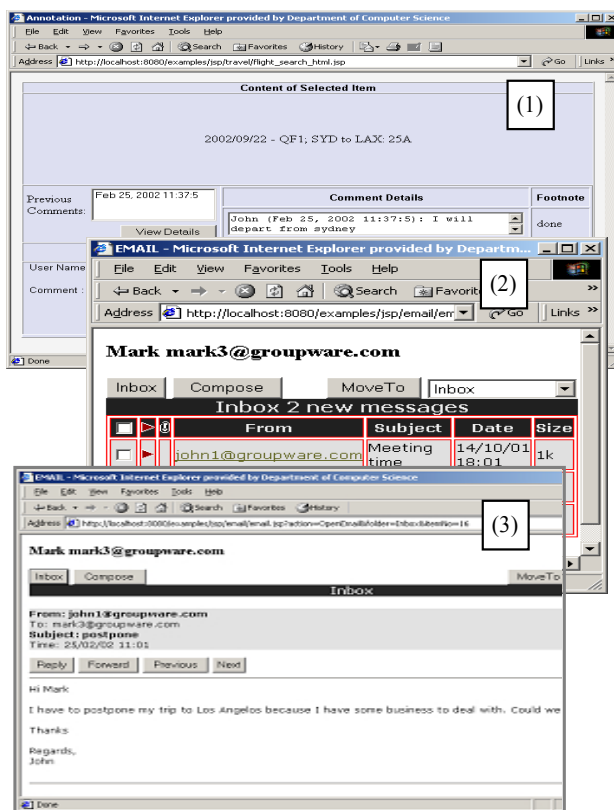 Annotation - Microsoft Internet Explorer provided by Department of Computer Science
File Edit View Favorites Tools Help
Back Search Favorites History
Address http://localhost:8080/examples/jsp/travel/flight_search_html.jsp Go Links »
Content of Selected Item
(1)
2002/09/22 - QF1; SYD to LAX: 25A
Previous Comments:
Feb 25, 2002 11:37:5
View Details
Comment Details
Footnote
John (Feb 25, 2002 11:37:5): I will
depart from sydney
done
User Name
Comment :
Done
EMAIL - Microsoft Internet Explorer provided by Departm...
File Edit View Favorites Tools Help
(2)
Back Search Favorit »
Address http://localhost:8080/examples/jsp/email/em Go Links »
Mark mark3@groupware.com
Inbox Compose MoveTo Inbox
Inbox 2 new messages
From Subject Date Size
john1@groupware.com Meeting time 14/10/01 18:01 1k
EMAIL - Microsoft Internet Explorer provided by Department of Computer Science
File Edit View Favorites Tools Help
Back Search Favorites History
Address http://localhost:8080/examples/jsp/email/email.jsp?action=OpenEmail&folder=Inbox&itemNo=16
(3)
Mark mark3@groupware.com
Inbox Compose MoveTo
Inbox
From: john1@groupware.com
To: mark3@groupware.com
Subject: postpone
Time: 25/02/02 11:01
Reply Forward Previous Next
Hi Mark
I have to postpone my trip to Los Angelos because I have some business to deal with. Could we
Thanks
Regards,
John
Done